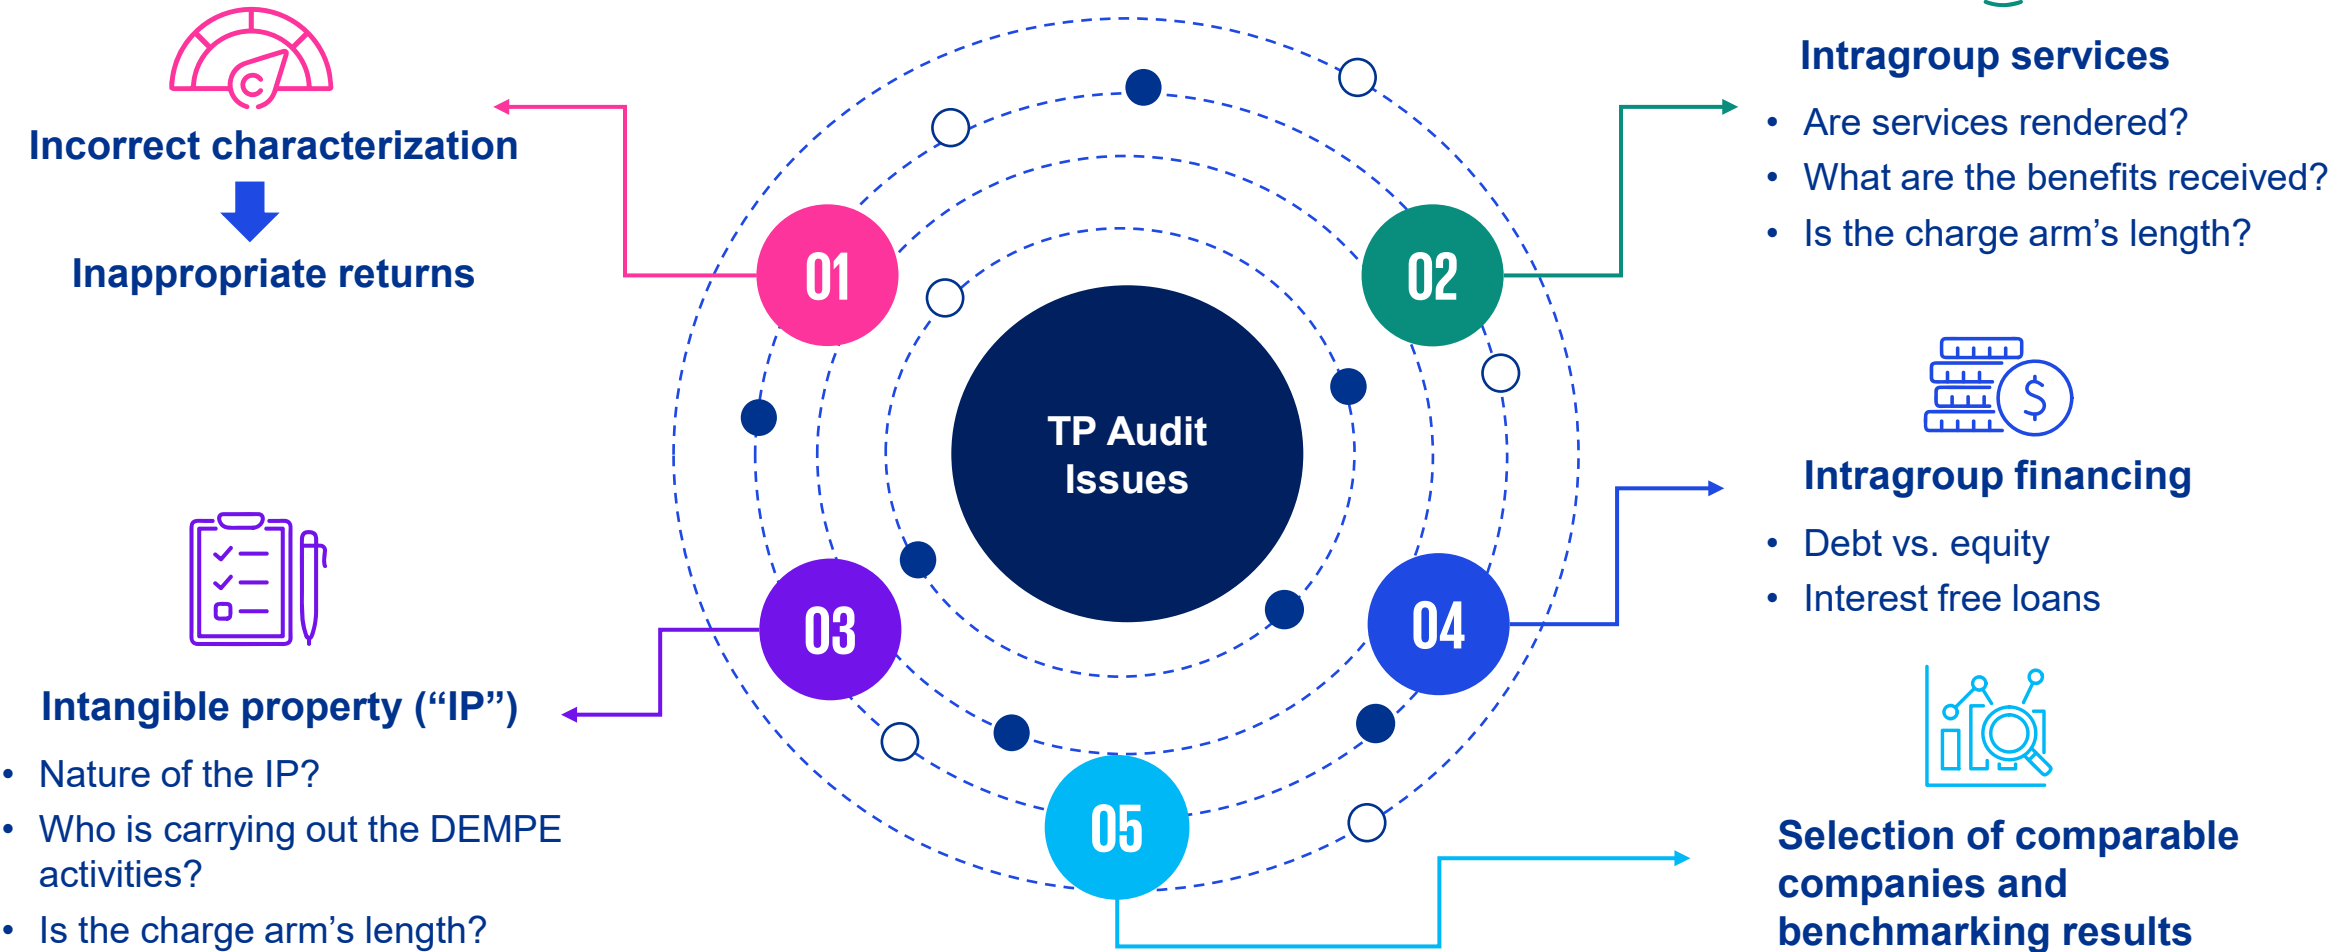 Incorrect characterization
Inappropriate returns
01
Intragroup services
• Are services rendered?
• What are the benefits received?
• Is the charge arm’s length?
02
TP Audit
Issues
Intangible property (“IP”)
• Nature of the IP?
• Who is carrying out the DEMPE
activities?
• Is the charge arm’s length?
03
Intragroup financing
• Debt vs. equity
• Interest free loans
04
$
05
Selection of comparable
companies and
benchmarking results